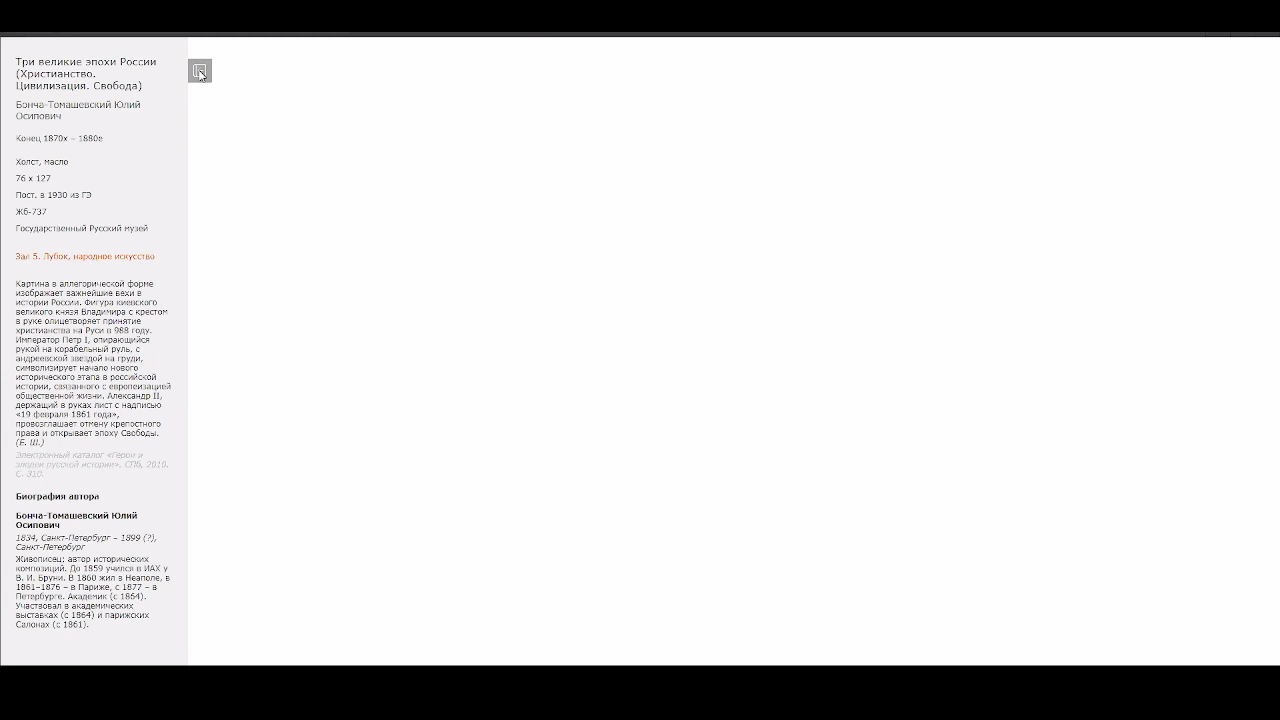 Три великие эпохи России
(Христианство.
Цивилизация. Свобода)
Бонча-Томашевский Юлий
Осипович
Конец 1870х – 1880е
Холст, масло
76 x 127
Пост. в 1930 из ГЭ
Жб-737
Государственный Русский музей
Зал 5. Лубок, народное искусство
Картина в аллегорической форме
изображает важнейшие вехи в
истории России. Фигура киевского
великого князя Владимира с крестом
в руке олицетворяет принятие
христианства на Руси в 988 году.
Император Петр I, опирающийся
рукой на корабельный руль, с
андреевской звездой на груди,
символизирует начало нового
исторического этапа в российской
истории, связанного с европеизацией
общественной жизни. Александр II,
держащий в руках лист с надписью
«19 февраля 1861 года»,
провозглашает отмену крепостного
права и открывает эпоху Свободы.
(Е. Ш.)
Электронный каталог «Герои и
злодеи русской истории». СПб, 2010.
С. 310.
Биография автора
Бонча-Томашевский Юлий
Осипович
1834, Санкт-Петербург – 1899 (?),
Санкт-Петербург
Живописец; автор исторических
композиций. До 1859 учился в ИАХ у
В. И. Бруни. В 1860 жил в Неаполе, в
1861–1876 – в Париже, с 1877 – в
Петербурге. Академик (с 1864).
Участвовал в академических
выставках (с 1864) и парижских
Салонах (с 1861).